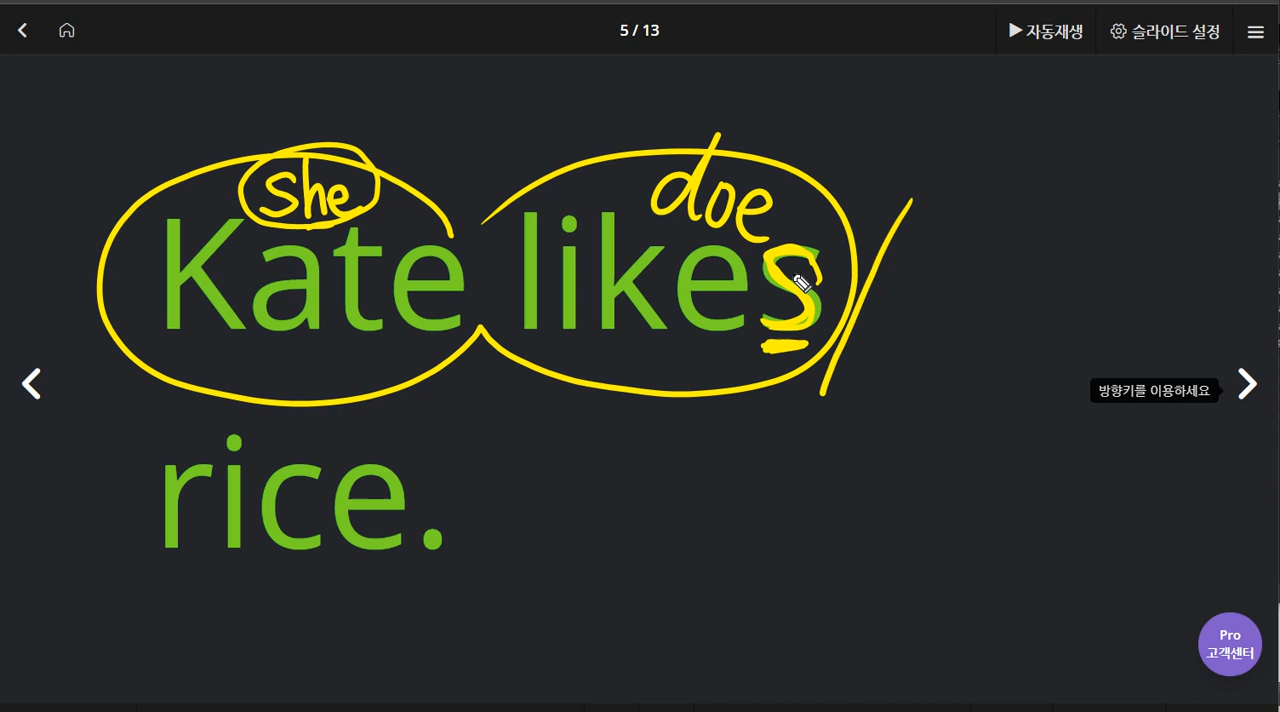 5 / 13
▶ 자동재생
슬라이드 설정
she
doe
Kate likes
s
방향키를 이용하세요
rice.
Pro
고객센터